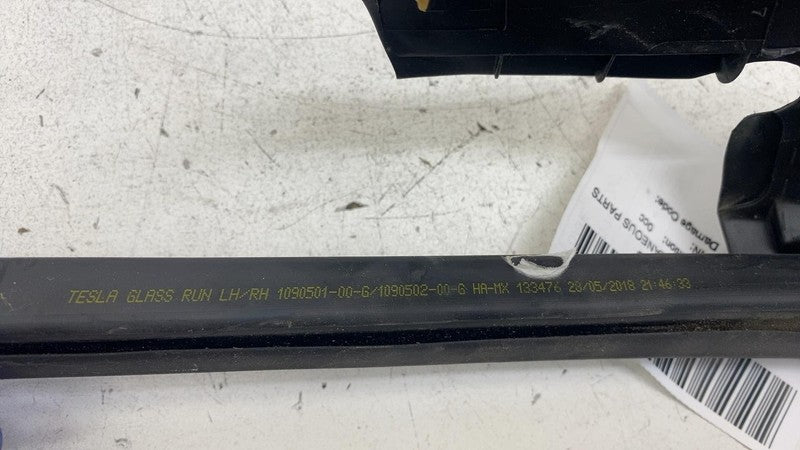 TESLA GLASS RUN LH/RH 1090501-00-G/1090502-00-G HA-MX 133476 28/05/2018 21:46:33
ANEOUS PARTS
Damage Code: